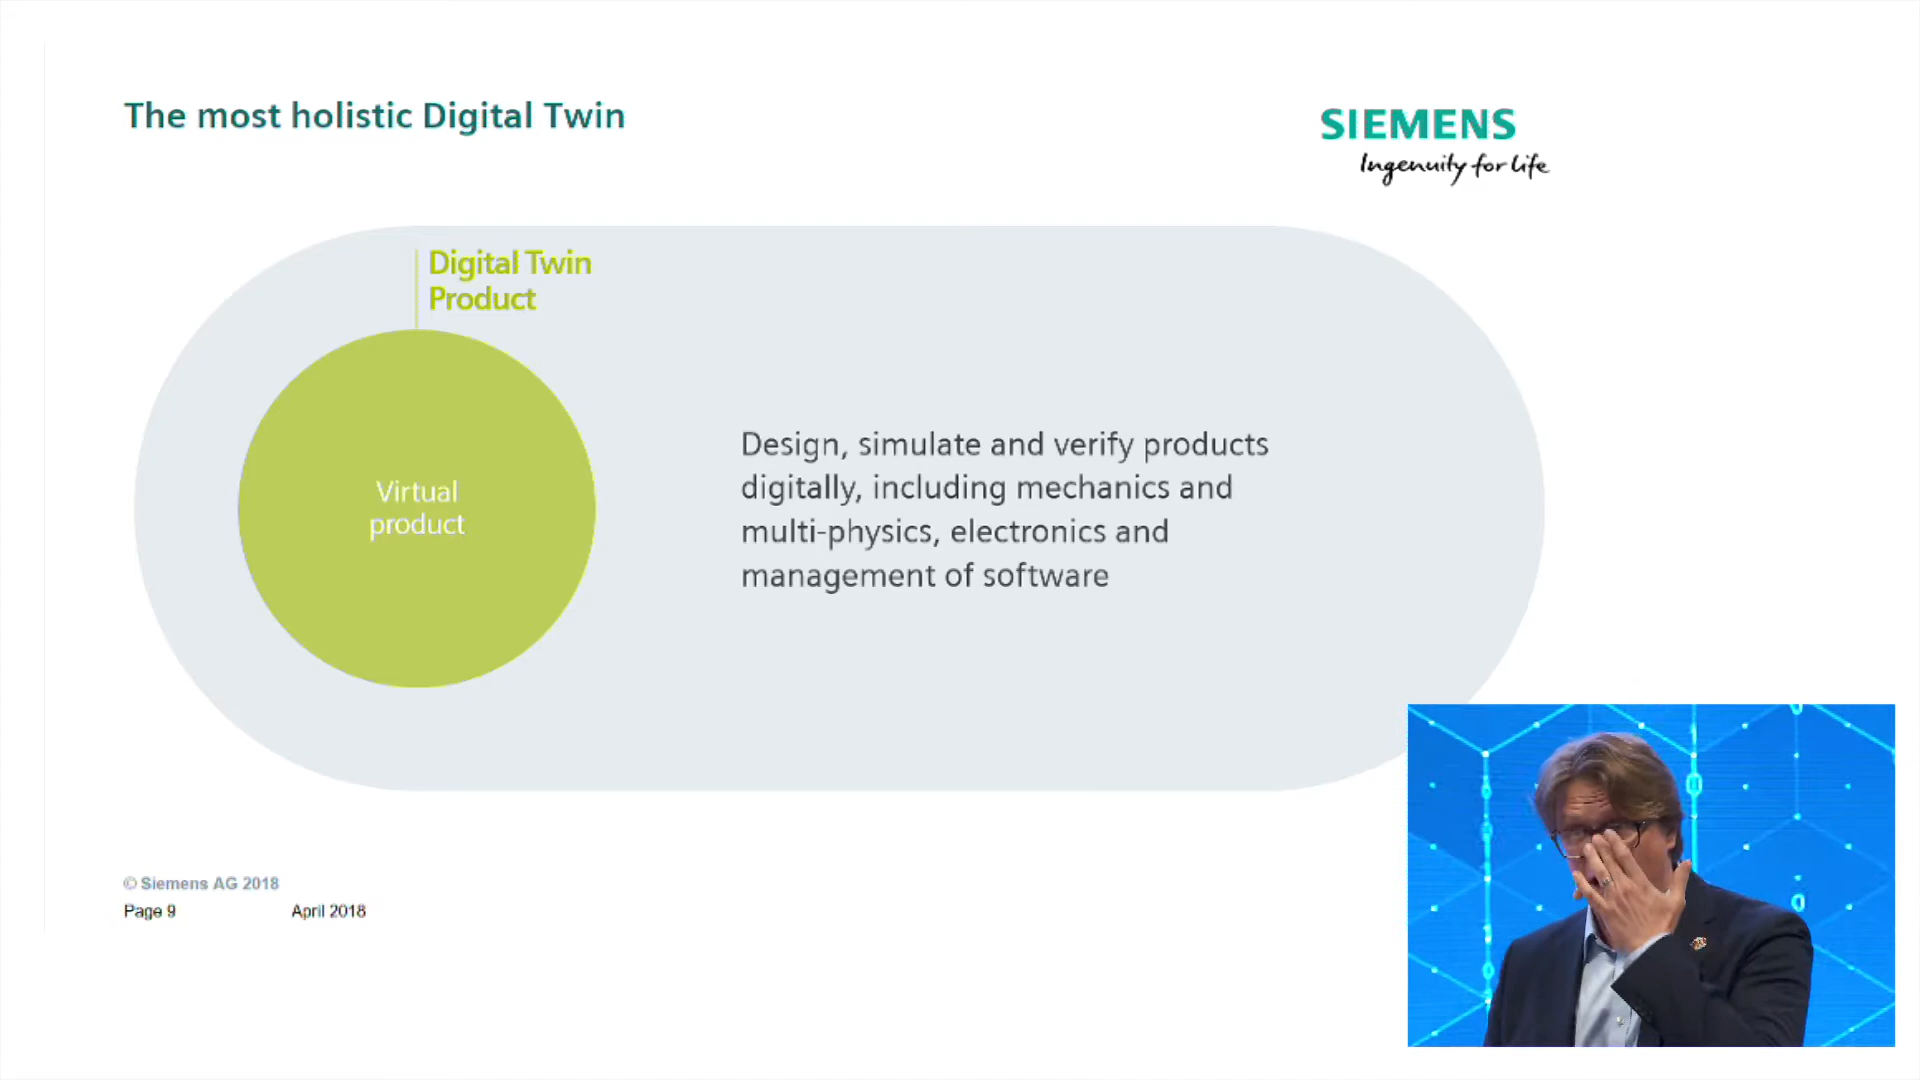 The most holistic Digital Twin
SIEMENS
Ingenuity for life
Digital Twin
Product
Virtual
product
Design, simulate and verify products
digitally, including mechanics and
multi-physics, electronics and
management of software
© Siemens AG 2018
Page 9 April 2018